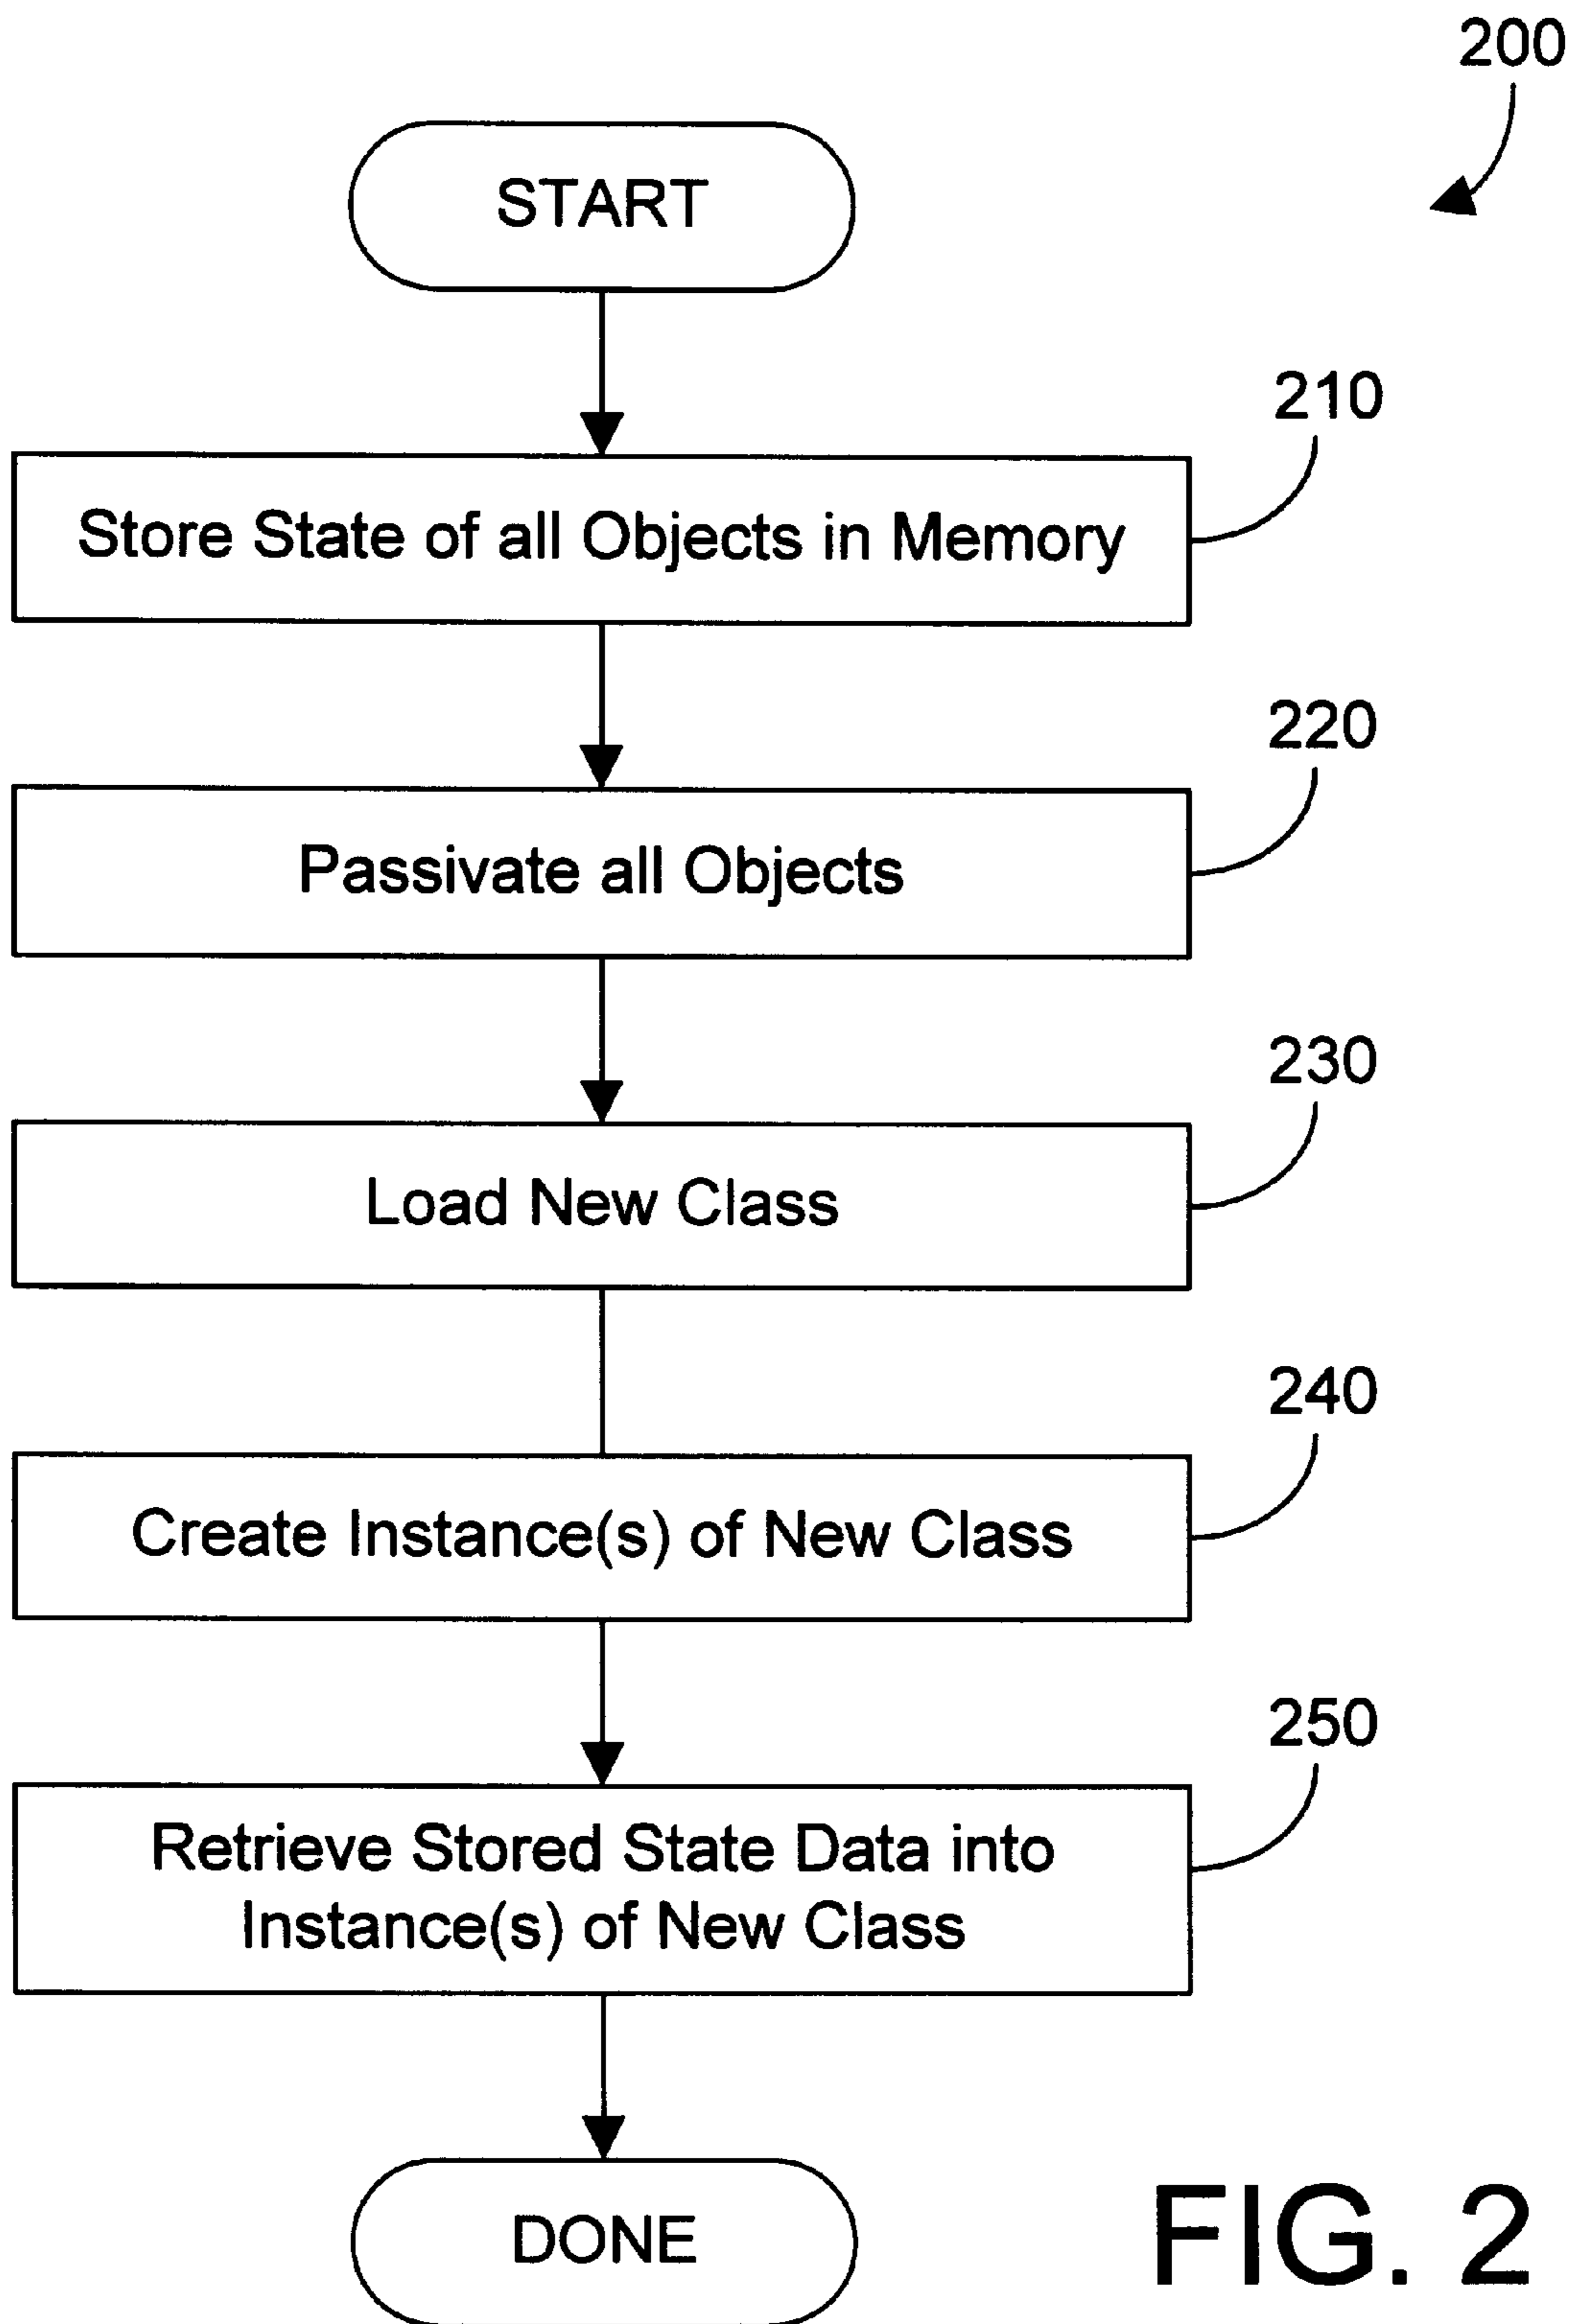 200
START
210
Store State of all Objects in Memory
220
Passivate all Objects
230
Load New Class
240
Create Instance(s) of New Class
250
Retrieve Stored State Data into
Instance(s) of New Class
DONE
FIG. 2